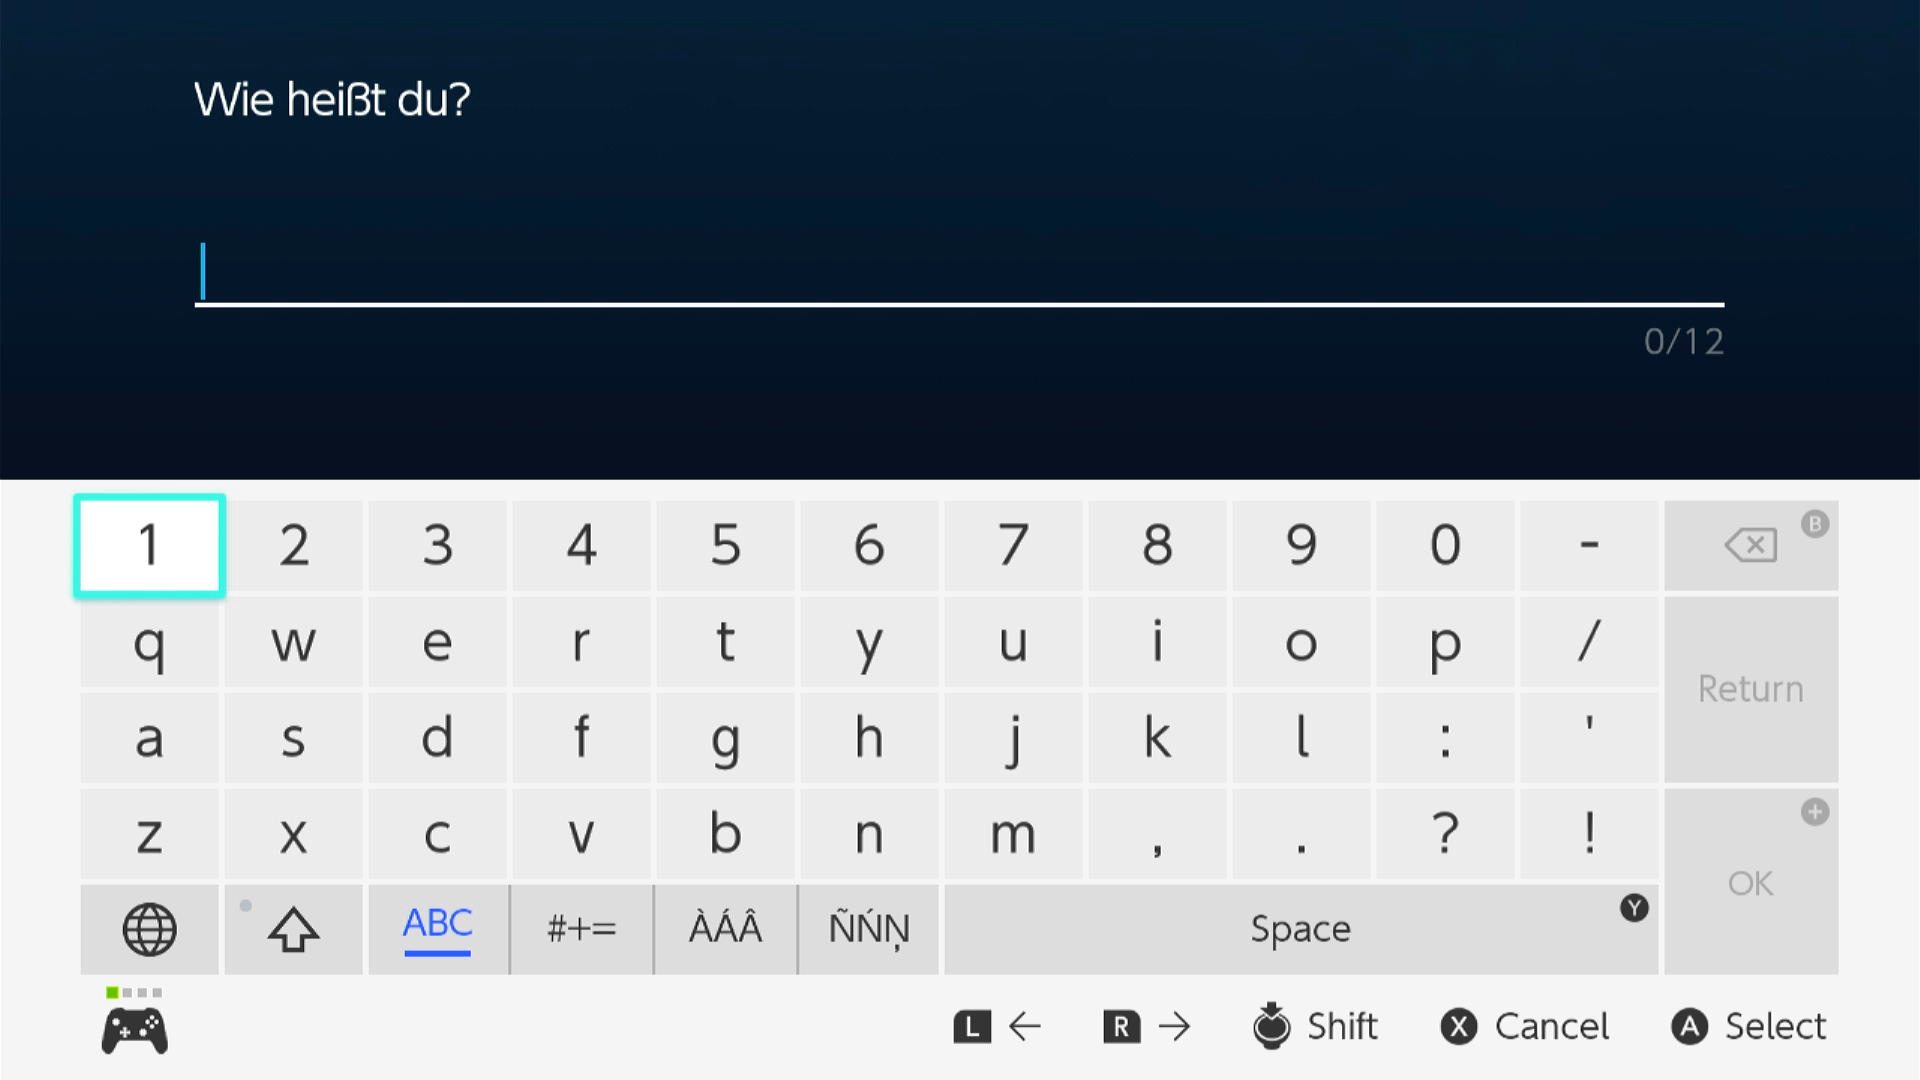 Wie heißt du?
0/12
1 2 3 4 5 6 7 8 9 0 - B
q w e r t y u i o p / Return
a s d f g h j k l : '
z x c v b n m , . ? ! +
ABC #+= ÀÁÂ ÑŃŅ Space Y OK
L ← R → Shift X Cancel A Select